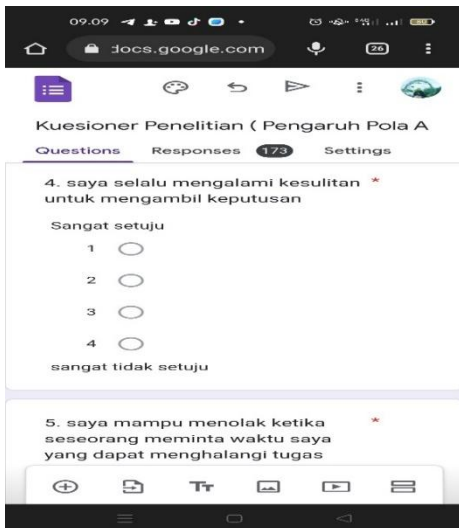 09.09
docs.google.com
26
Kuesioner Penelitian ( Pengaruh Pola A
Questions Responses 173 Settings
4. saya selalu mengalami kesulitan *
untuk mengambil keputusan
Sangat setuju
1
2
3
4
sangat tidak setuju
5. saya mampu menolak ketika *
seseorang meminta waktu saya
yang dapat menghalangi tugas
Tт